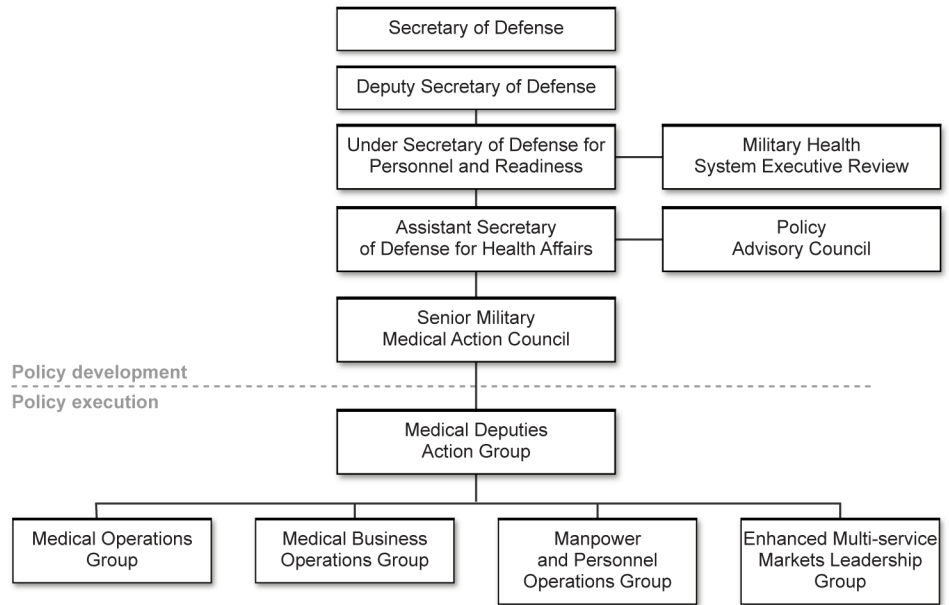 Secretary of Defense
Deputy Secretary of Defense
Under Secretary of Defense for
Personnel and Readiness
Military Health
System Executive Review
Assistant Secretary
of Defense for Health Affairs
Policy
Advisory Council
Senior Military
Medical Action Council
Policy development
Policy execution
Medical Deputies
Action Group
Medical Operations
Group
Medical Business
Operations Group
Manpower
and Personnel
Operations Group
Enhanced Multi-service
Markets Leadership
Group